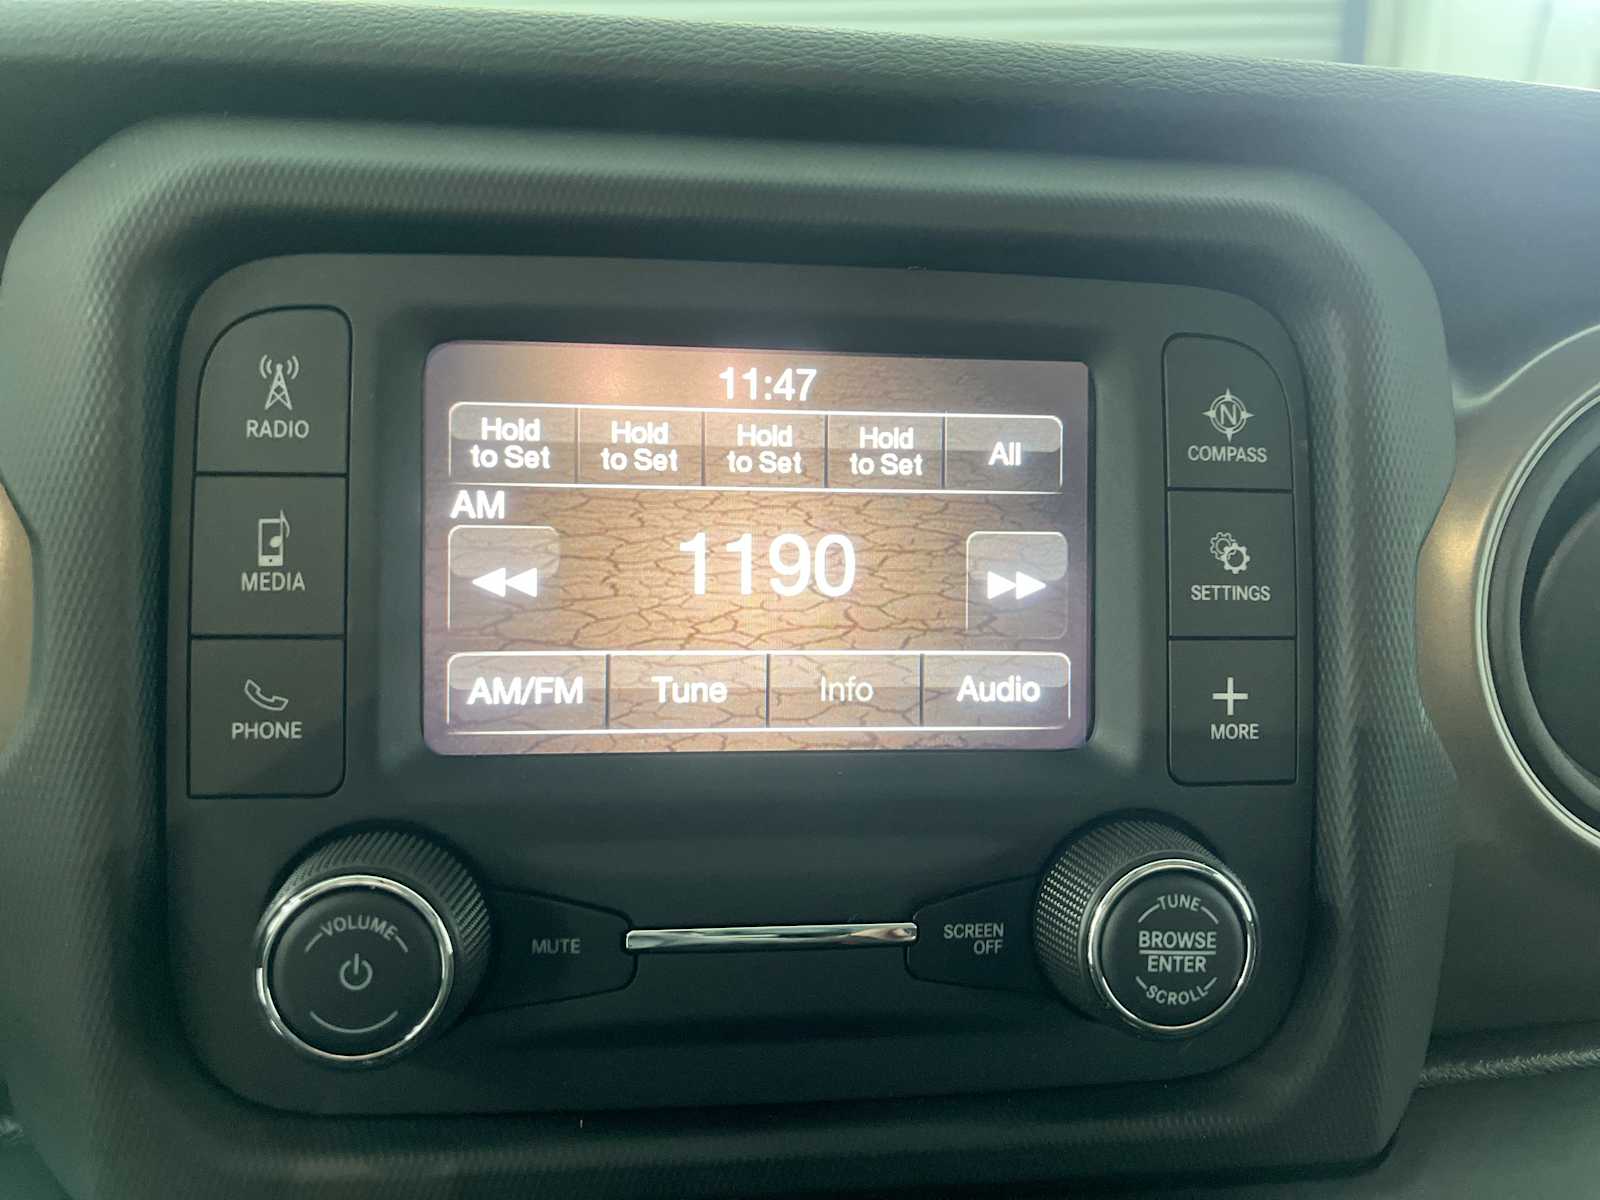 11:47
Hold
to Set
Hold
to Set
Hold
to Set
Hold
to Set
All
AM
1190
AM/FM
Tune
Info
Audio
RADIO
MEDIA
PHONE
N
COMPASS
SETTINGS
MORE
VOLUME
MUTE
SCREEN
OFF
TUNE
BROWSE
ENTER
SCROLL